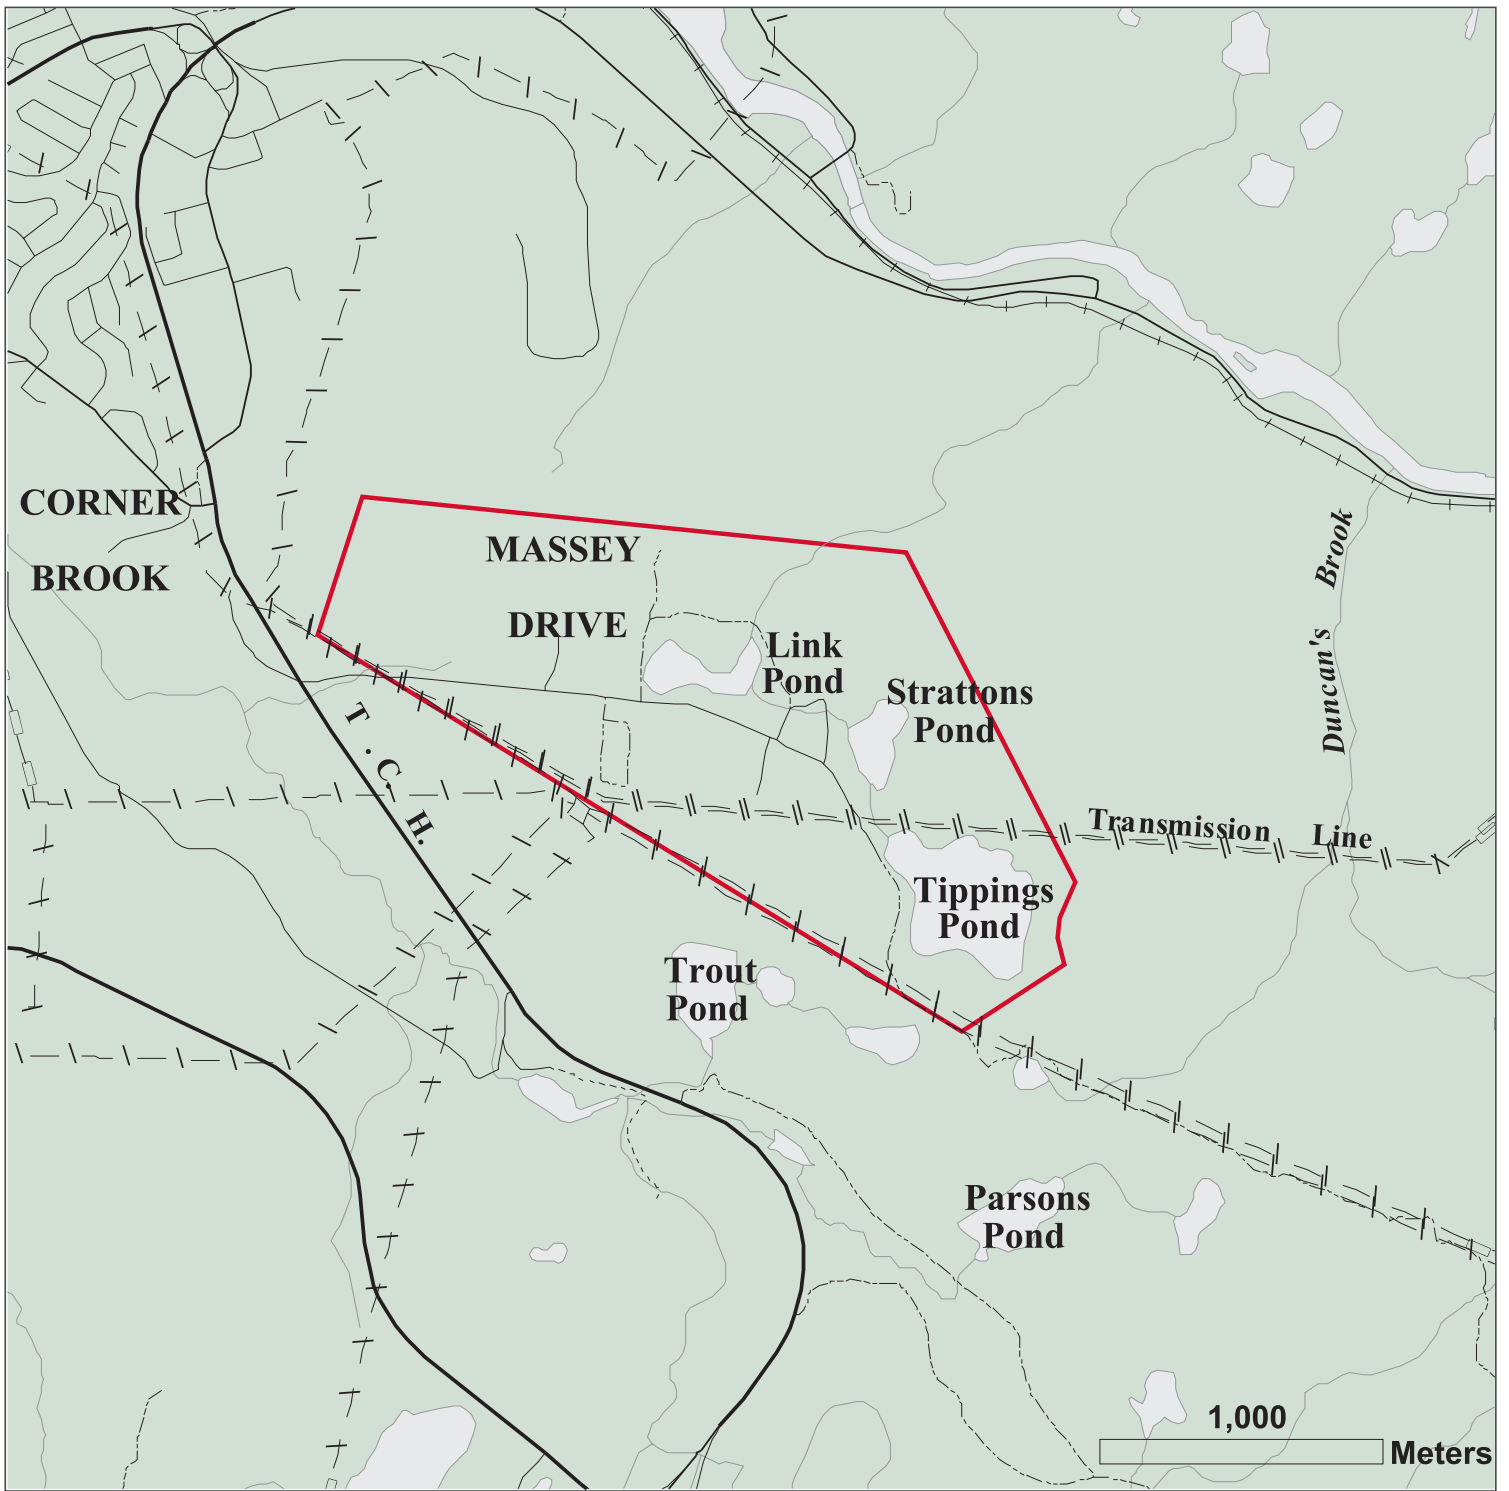 CORNER
BROOK
MASSEY
DRIVE
Link
Pond
Strattons
Pond
Duncan's Brook
T.C.H.
Transmission Line
Tippings
Pond
Trout
Pond
Parsons
Pond
1,000
Meters